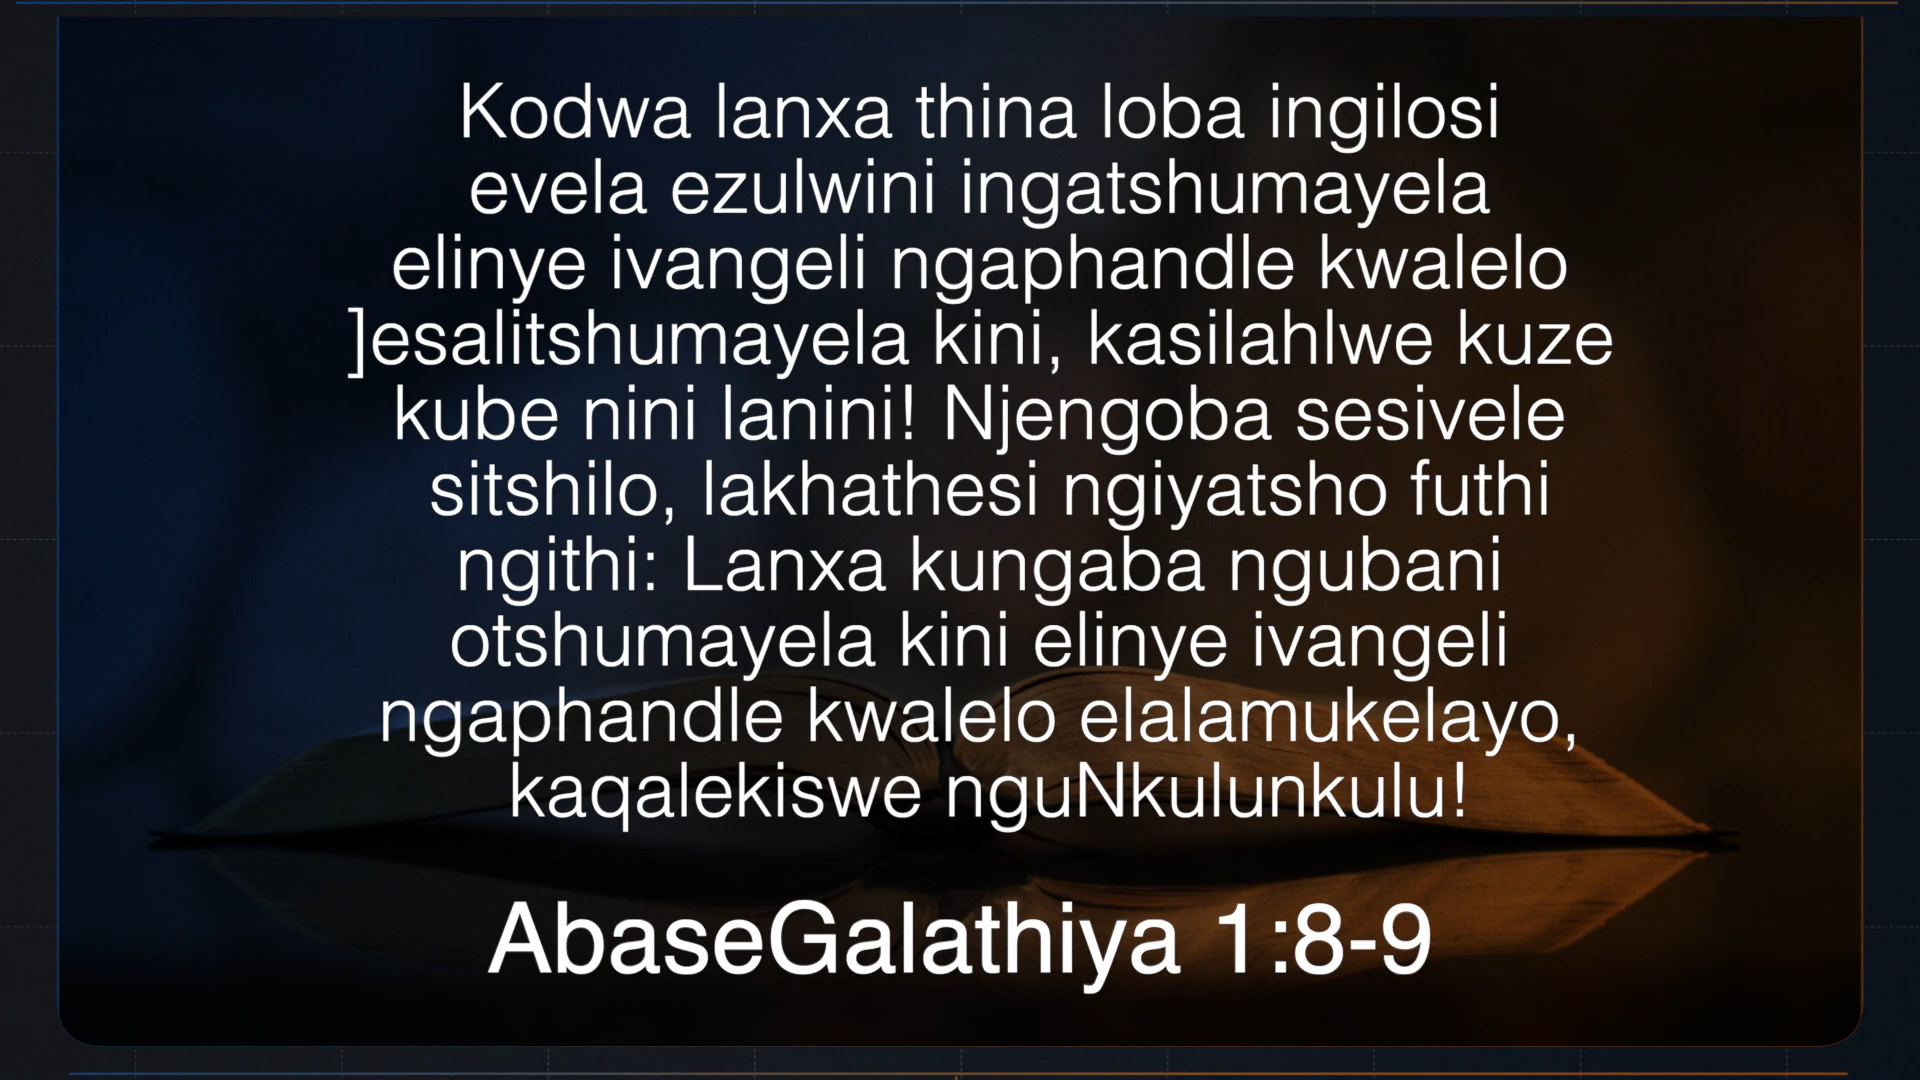 Kodwa lanxa thina loba ingilosi
evela ezulwini ingatshumayela
elinye ivangeli ngaphandle kwalelo
]esalitshumayela kini, kasilahlwe kuze
kube nini lanini! Njengoba sesivele
sitshilo, lakhathesi ngiyatsho futhi
ngithi: Lanxa kungaba ngubani
otshumayela kini elinye ivangeli
ngaphandle kwalelo elalamukelayo,
kaqalekiswe nguNkulunkulu!
AbaseGalathiya 1:8-9